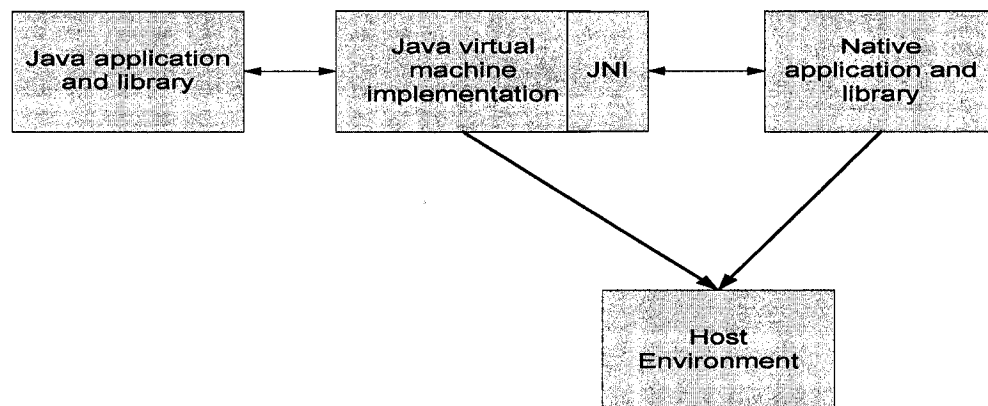 Java application
and library
Java virtual
machine
implementation
JNI
Native
application and
library
Host
Environment